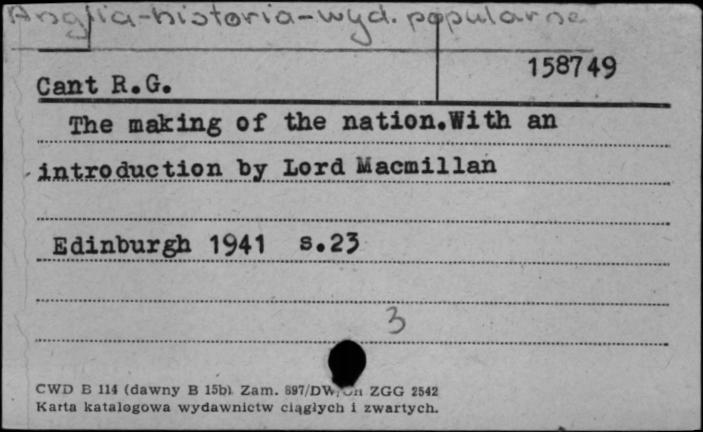 Anglia-historia-wyd. popularne
158749
Cant R.G.
The making of the nation.With an
introduction by Lord Macmillan
Edinburgh 1941 s.23
3
CWD B 114 (dawny B 15b) Zam. 897/DW/ ZGG 2542
Karta katalogowa wydawnictw ciągłych i zwartych.